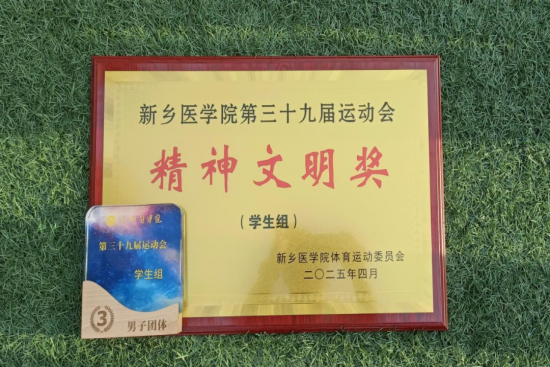 新乡医学院第三十九届运动会
精神文明奖
（学生组）
新乡医学院体育运动委员会
二〇二五年四月
第三十九届运动会
学生组
3
男子团体